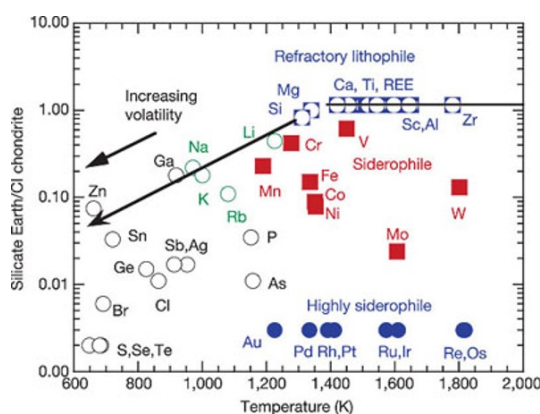 10.00
Refractory lithophile
Mg
Ca, Ti, REE
Si
1.00
Increasing
volatility
Sc,Al
Zr
Na
Li
V
Ga
Cr
Siderophile
0.10
Zn
K
Mn
Fe
Rb
Co
Ni
W
Sn
Sb,Ag
P
Mo
Ge
Cl
As
0.01
Br
Highly siderophile
S,Se,Te
Au
Pd
Rh,Pt
Ru,Ir
Re,Os
0.00
600
800
1,000
1,200
1,400
1,600
1,800
2,000
Temperature (K)
Silicate Earth/CI chondrite